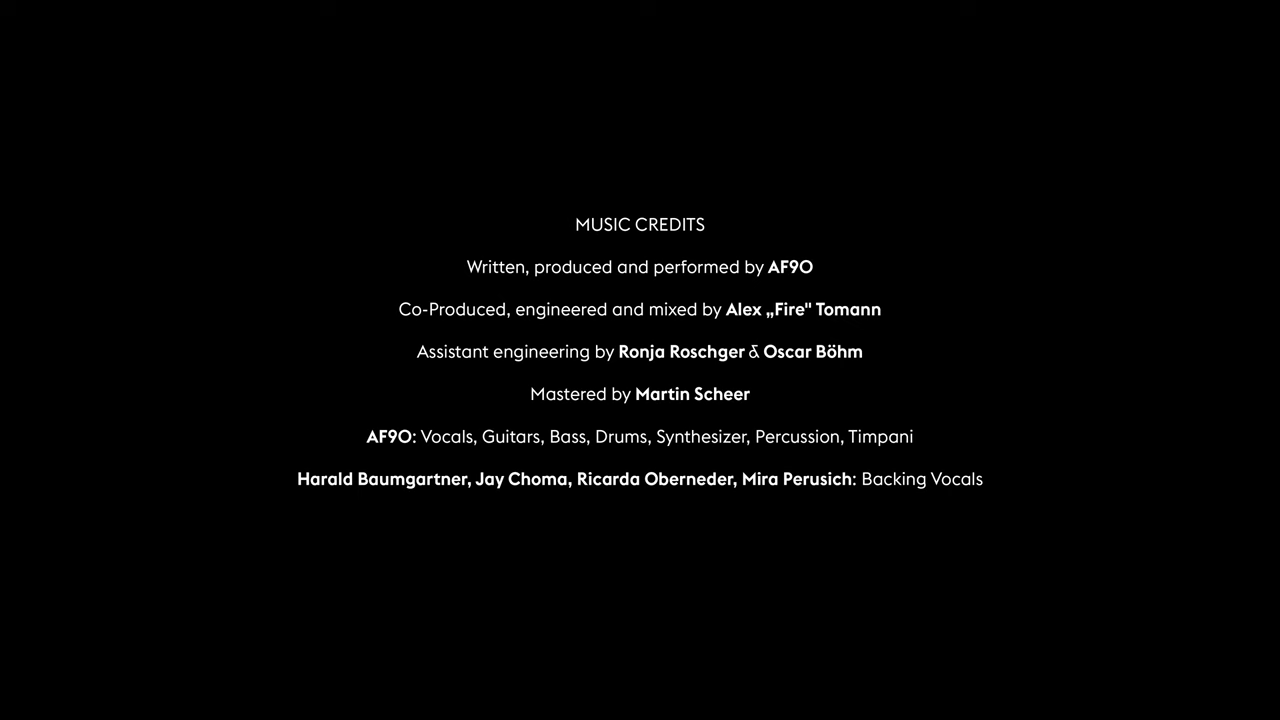 MUSIC CREDITS
Written, produced and performed by AF90
Co-Produced, engineered and mixed by Alex „Fire" Tomann
Assistant engineering by Ronja Roschger & Oscar Böhm
Mastered by Martin Scheer
AF90: Vocals, Guitars, Bass, Drums, Synthesizer, Percussion, Timpani
Harald Baumgartner, Jay Choma, Ricarda Oberneder, Mira Perusich: Backing Vocals